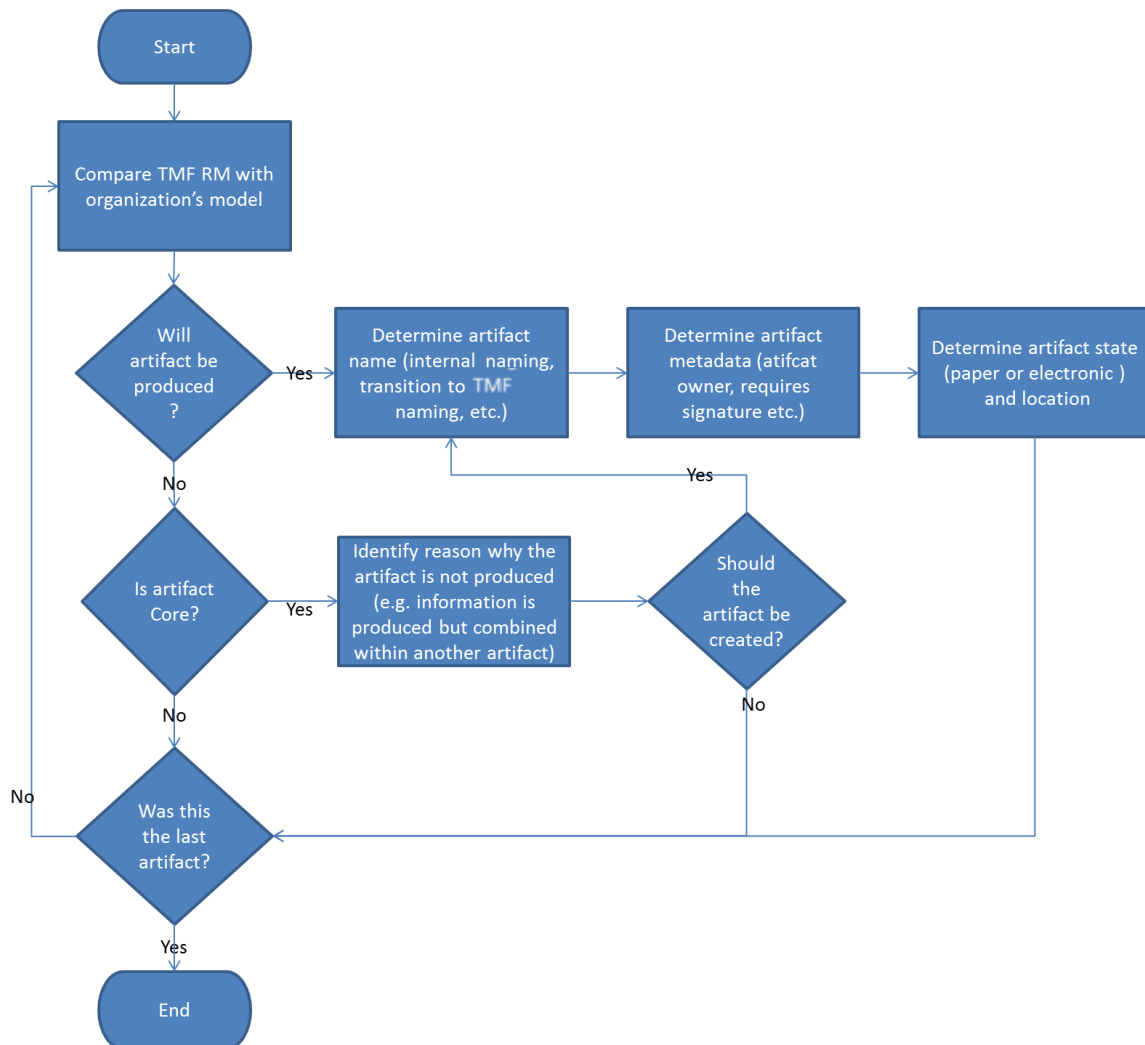 Start
Compare TMF RM with
organization's model
Will
artifact be
produced
?
Yes
Determine artifact
name (internal naming,
transition to TMF
naming, etc.)
Determine artifact
metadata (atifcat
owner, requires
signature etc.)
Determine artifact state
(paper or electronic )
and location
No
Yes
Is artifact
Core?
Yes
Identify reason why the
artifact is not produced
(e.g. information is
produced but combined
within another artifact)
Should
the
artifact be
created?
No
No
No
Was this
the last
artifact?
Yes
End